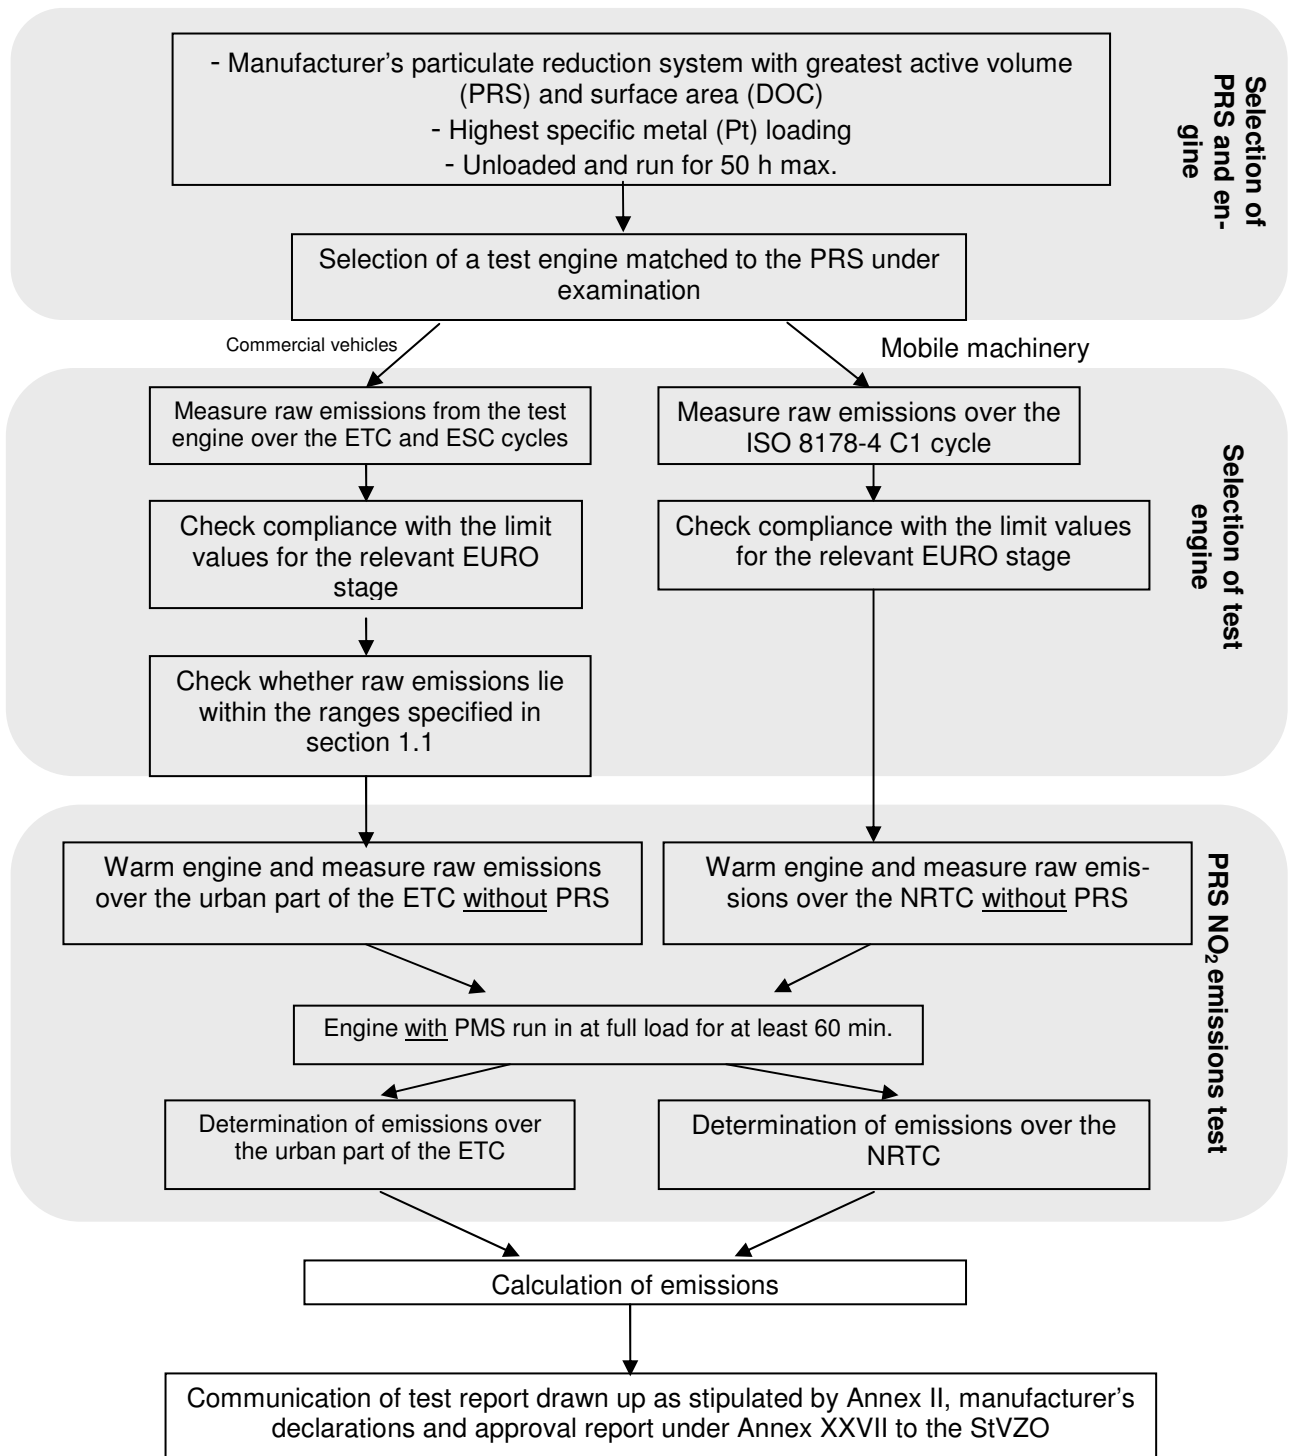 - Manufacturer's particulate reduction system with greatest active volume
(PRS) and surface area (DOC)
- Highest specific metal (Pt) loading
- Unloaded and run for 50 h max.
Selection of
PRS and en-
gine
Selection of a test engine matched to the PRS under
examination
Commercial vehicles
Mobile machinery
Measure raw emissions from the test
engine over the ETC and ESC cycles
Measure raw emissions over the
ISO 8178-4 C1 cycle
Selection of test
engine
Check compliance with the limit
values for the relevant EURO
stage
Check compliance with the limit values
for the relevant EURO stage
Check whether raw emissions lie
within the ranges specified in
section 1.1
Warm engine and measure raw emissions
over the urban part of the ETC without PRS
Warm engine and measure raw emis-
sions over the NRTC without PRS
PRS NO₂ emissions test
Engine with PMS run in at full load for at least 60 min.
Determination of emissions over
the urban part of the ETC
Determination of emissions over the
NRTC
Calculation of emissions
Communication of test report drawn up as stipulated by Annex II, manufacturer's
declarations and approval report under Annex XXVII to the StVZO